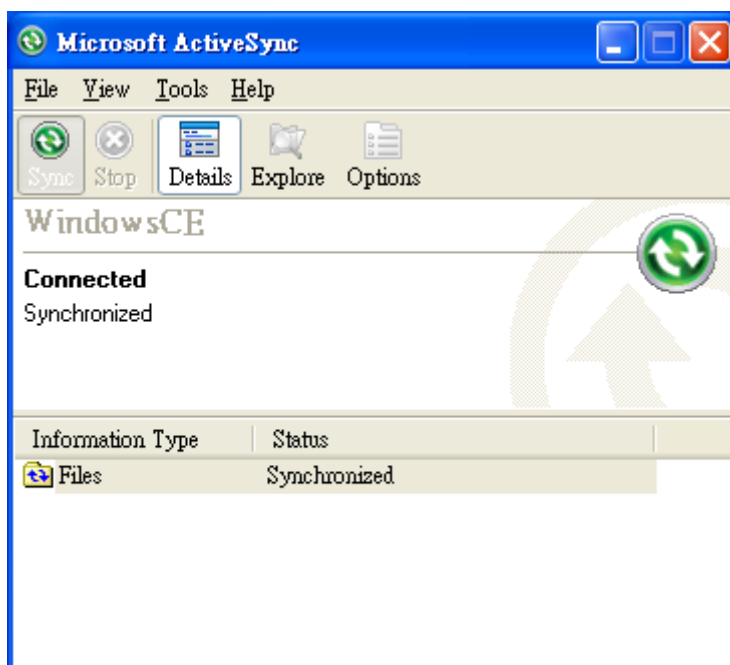 Microsoft ActiveSync
File View Tools Help
Sync Stop Details Explore Options
WindowsCE
Connected
Synchronized
Information Type Status
Files Synchronized